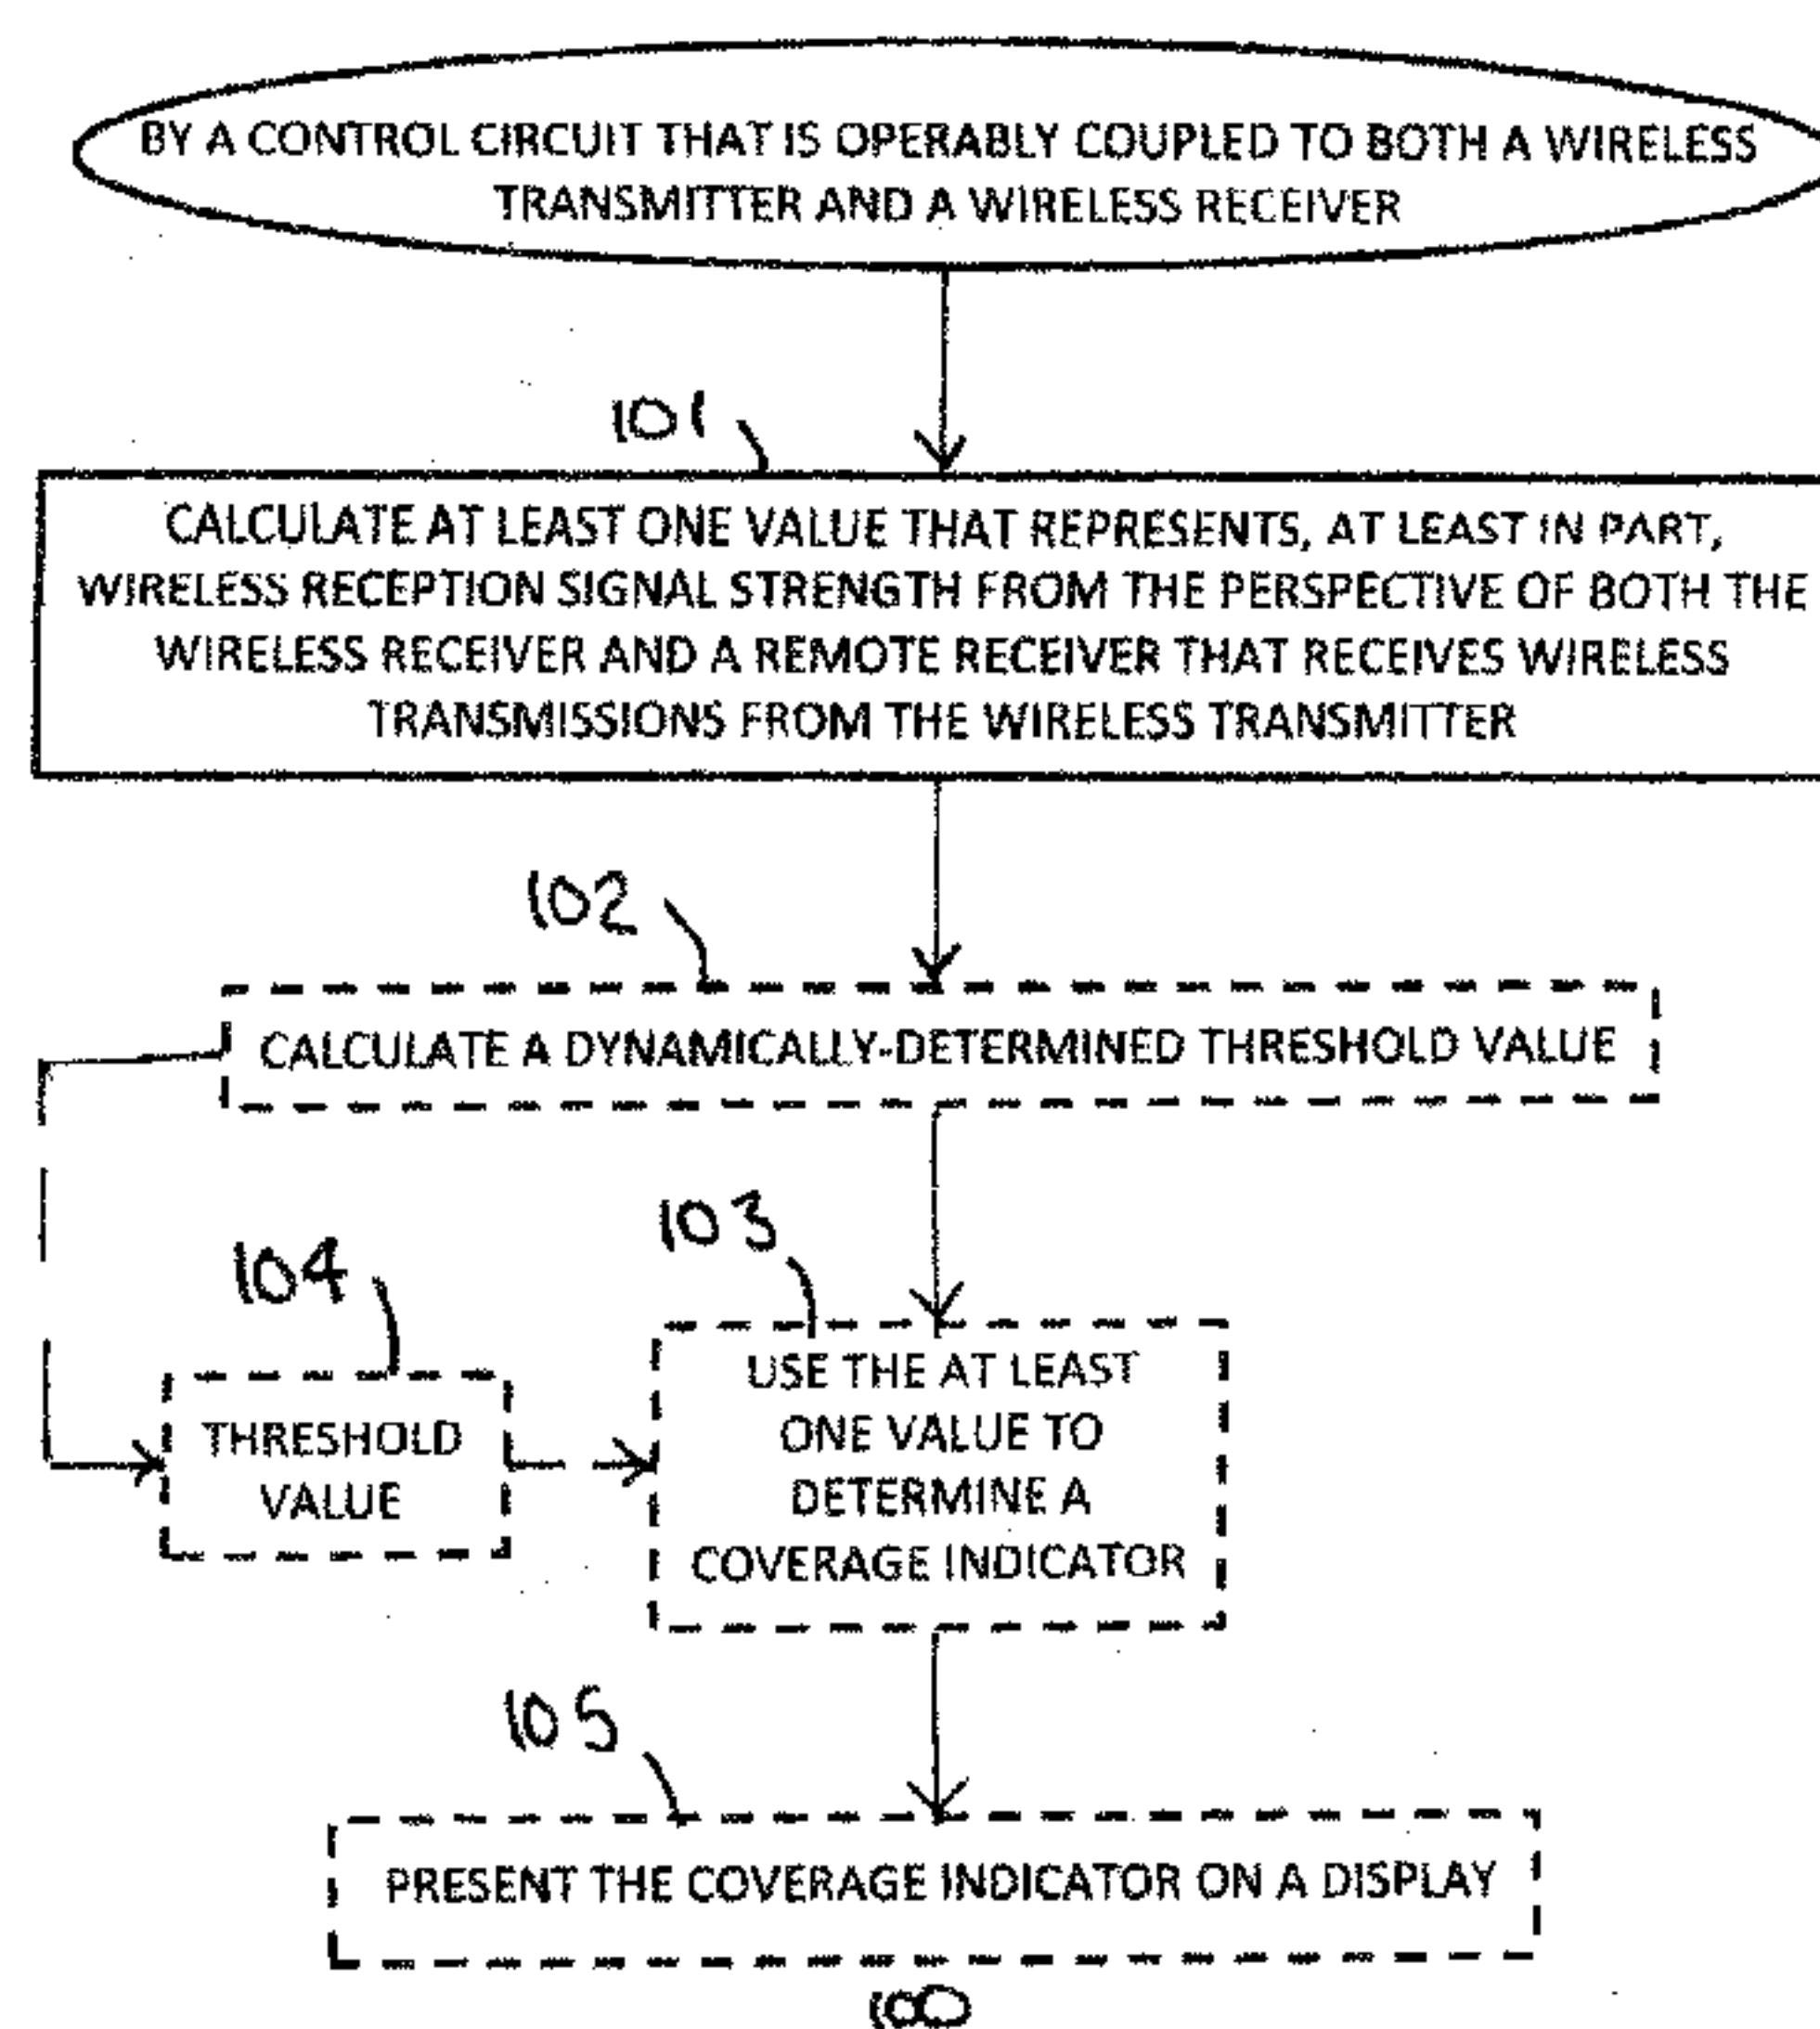 BY A CONTROL CIRCUIT THAT IS OPERABLY COUPLED TO BOTH A WIRELESS
TRANSMITTER AND A WIRELESS RECEIVER
101
CALCULATE AT LEAST ONE VALUE THAT REPRESENTS, AT LEAST IN PART,
WIRELESS RECEPTION SIGNAL STRENGTH FROM THE PERSPECTIVE OF BOTH THE
WIRELESS RECEIVER AND A REMOTE RECEIVER THAT RECEIVES WIRELESS
TRANSMISSIONS FROM THE WIRELESS TRANSMITTER
102
CALCULATE A DYNAMICALLY-DETERMINED THRESHOLD VALUE
104
THRESHOLD
VALUE
103
USE THE AT LEAST
ONE VALUE TO
DETERMINE A
COVERAGE INDICATOR
105
PRESENT THE COVERAGE INDICATOR ON A DISPLAY
100